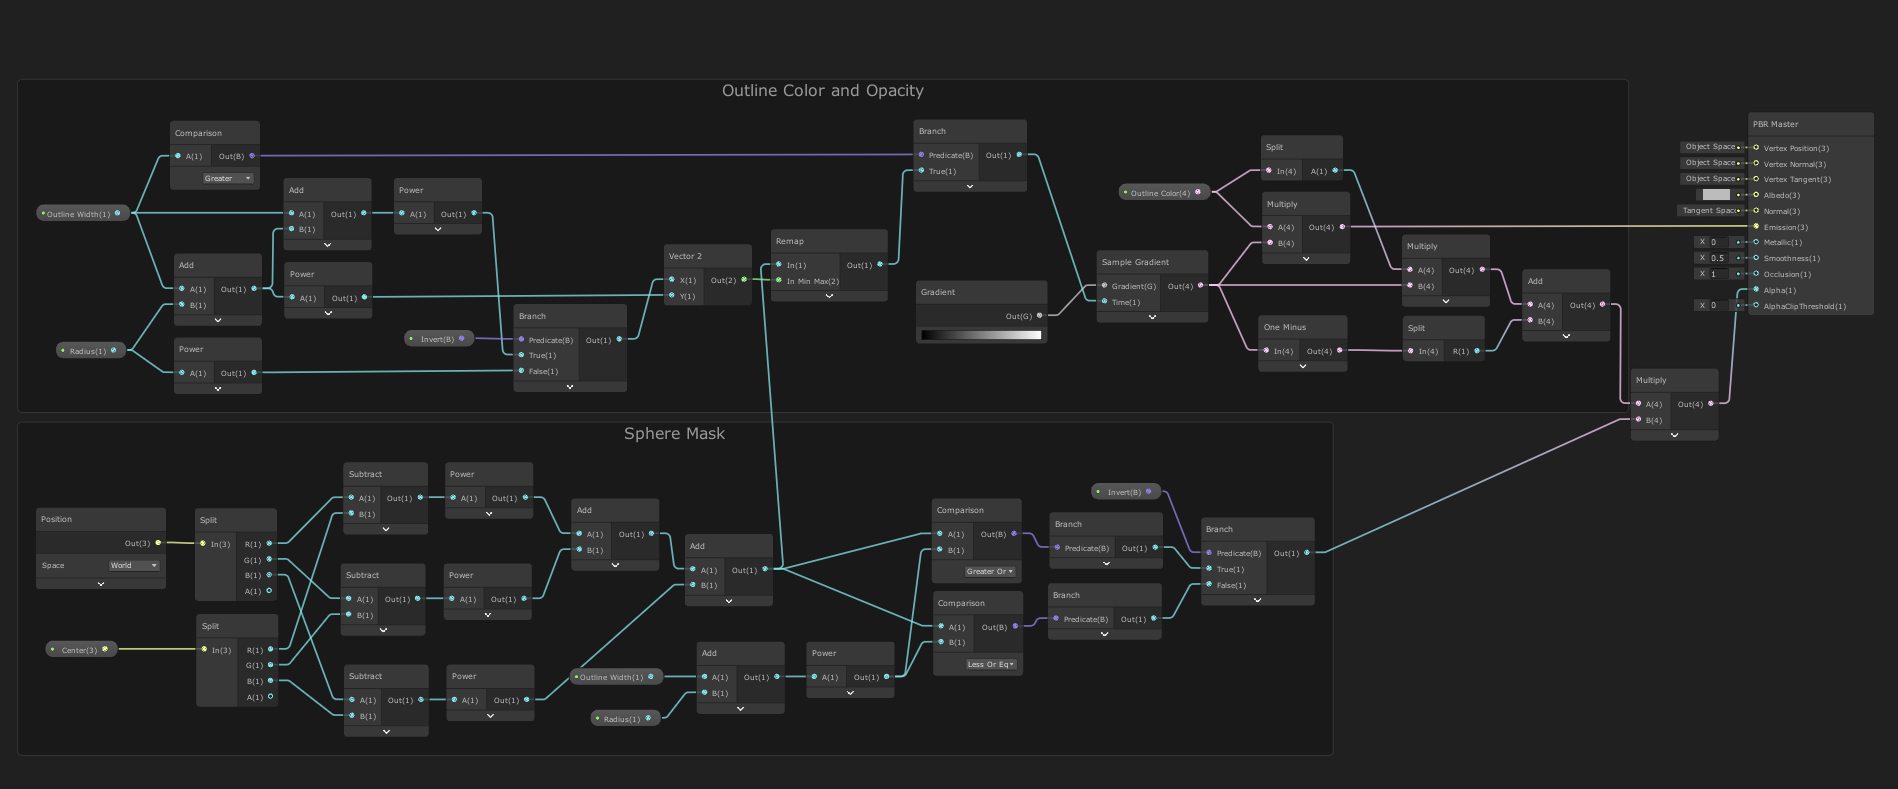 Outline Color and Opacity
Comparison
A(1) Out(B)
Greater
Outline Width(1)
Add
A(1) Out(1)
B(1)
Power
A(1) Out(1)
Add
A(1) Out(1)
B(1)
Power
A(1) Out(1)
Radius(1)
Power
A(1) Out(1)
Invert(B)
Branch
Predicate(B) Out(1)
True(1)
False(1)
Vector 2
X(1) Out(2)
Y(1)
Remap
In(1) Out(1)
In Min Max(2)
Branch
Predicate(B) Out(1)
True(1)
Gradient
Out(G)
Sample Gradient
Gradient(G) Out(4)
Time(1)
Outline Color(4)
Split
In(4) A(1)
Multiply
A(4) Out(4)
B(4)
One Minus
In(4) Out(4)
Multiply
A(4) Out(4)
B(4)
Split
In(4) R(1)
Add
A(4) Out(4)
B(4)
Multiply
A(4) Out(4)
B(4)
PBR Master
Object Space Vertex Position(3)
Object Space Vertex Normal(3)
Object Space Vertex Tangent(3)
Albedo(3)
Tangent Space Normal(3)
Emission(3)
X 0 Metallic(1)
X 0.5 Smoothness(1)
X 1 Occlusion(1)
Alpha(1)
X 0 AlphaClipThreshold(1)
Sphere Mask
Position
Out(3)
Space World
Split
In(3) R(1)
G(1)
B(1)
A(1)
Center(3)
Split
In(3) R(1)
G(1)
B(1)
A(1)
Subtract
A(1) Out(1)
B(1)
Power
A(1) Out(1)
Subtract
A(1) Out(1)
B(1)
Power
A(1) Out(1)
Subtract
A(1) Out(1)
B(1)
Power
A(1) Out(1)
Add
A(1) Out(1)
B(1)
Add
A(1) Out(1)
B(1)
Outline Width(1)
Radius(1)
Add
A(1) Out(1)
B(1)
Power
A(1) Out(1)
Comparison
A(1) Out(B)
B(1)
Greater Or
Comparison
A(1) Out(B)
B(1)
Less Or Eq
Invert(B)
Branch
Predicate(B) Out(1)
Branch
Predicate(B) Out(1)
Branch
Predicate(B) Out(1)
True(1)
False(1)